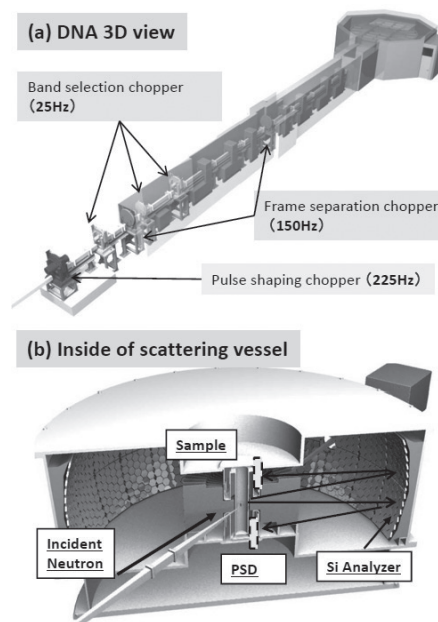 (a) DNA 3D view
Band selection chopper
(25Hz)
Frame separation chopper
(150Hz)
Pulse shaping chopper (225Hz)
(b) Inside of scattering vessel
Sample
Incident
Neutron
PSD
Si Analyzer